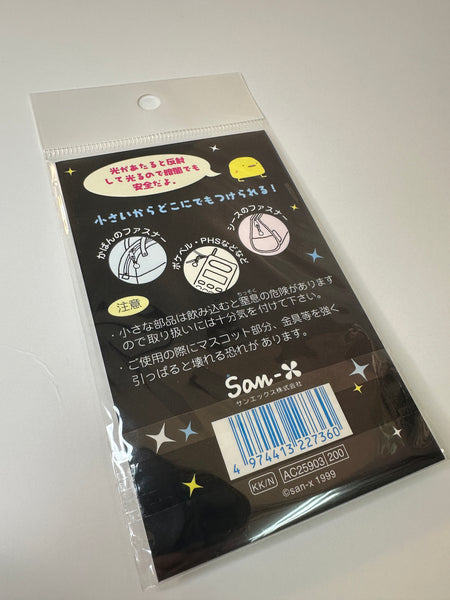 光があたると反射
して光るので暗闇でも
安全だよ。
小さいからどこにでもつけられる！
かばんのファスナー
ポケベル・PHSなどなど
シースのファスナー
注意
・小さな部品は飲み込むと窒息の危険があります
ちっそく
ので取り扱いには十分気を付けて下さい。
・ご使用の際にマスコット部分、金具等を強く
引っぱると壊れる恐れがあります。
San-x
サンエックス株式会社
4 974413 227360
KK/N AC25903 200
©san-x 1999